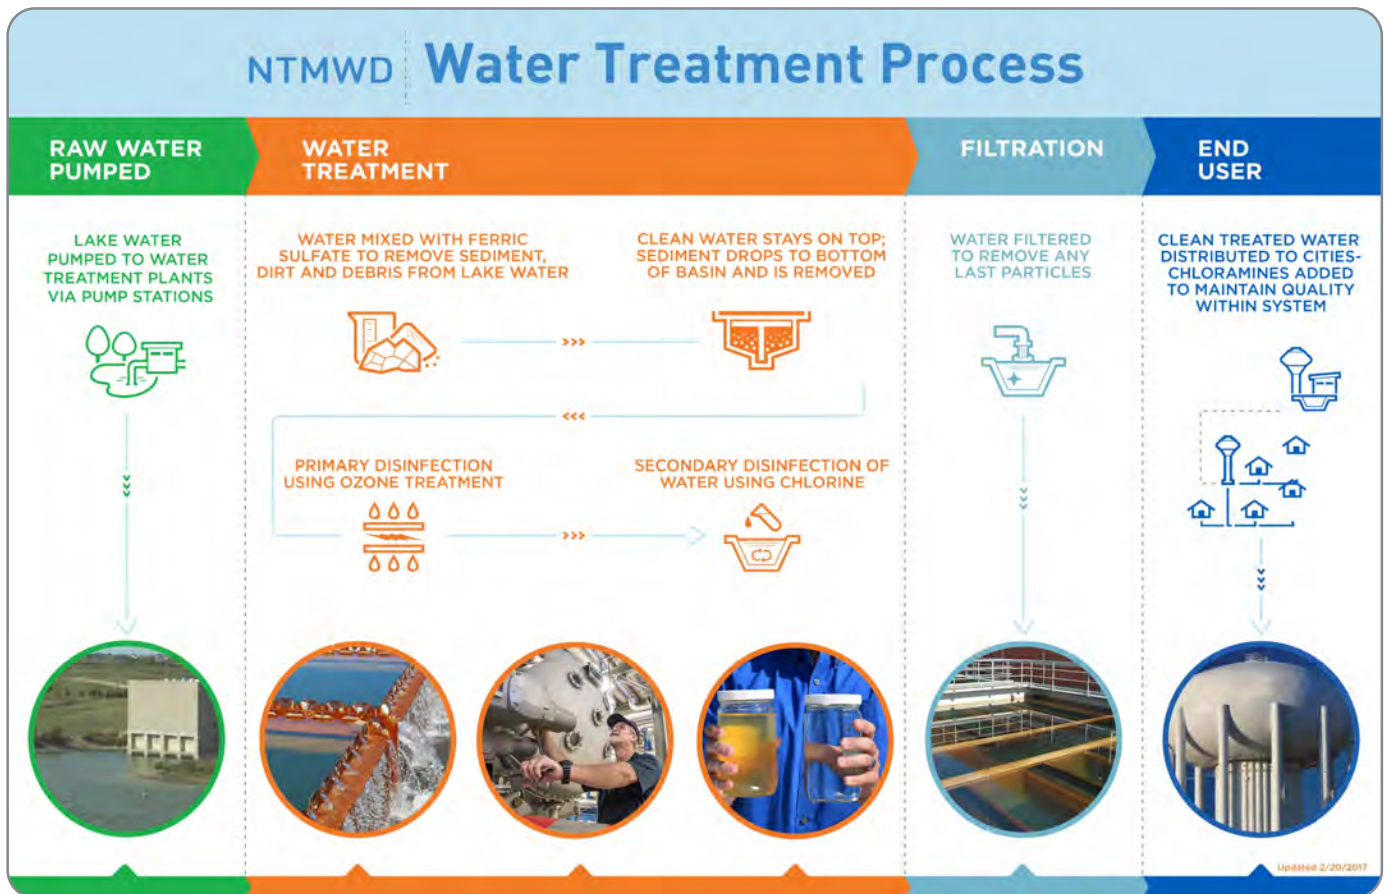 NTMWD Water Treatment Process
RAW WATER
PUMPED
WATER
TREATMENT
FILTRATION
END
USER
LAKE WATER
PUMPED TO WATER
TREATMENT PLANTS
VIA PUMP STATIONS
WATER MIXED WITH FERRIC
SULFATE TO REMOVE SEDIMENT,
DIRT AND DEBRIS FROM LAKE WATER
CLEAN WATER STAYS ON TOP;
SEDIMENT DROPS TO BOTTOM
OF BASIN AND IS REMOVED
PRIMARY DISINFECTION
USING OZONE TREATMENT
SECONDARY DISINFECTION OF
WATER USING CHLORINE
WATER FILTERED
TO REMOVE ANY
LAST PARTICLES
CLEAN TREATED WATER
DISTRIBUTED TO CITIES-
CHLORAMINES ADDED
TO MAINTAIN QUALITY
WITHIN SYSTEM
Updated 2/20/2017